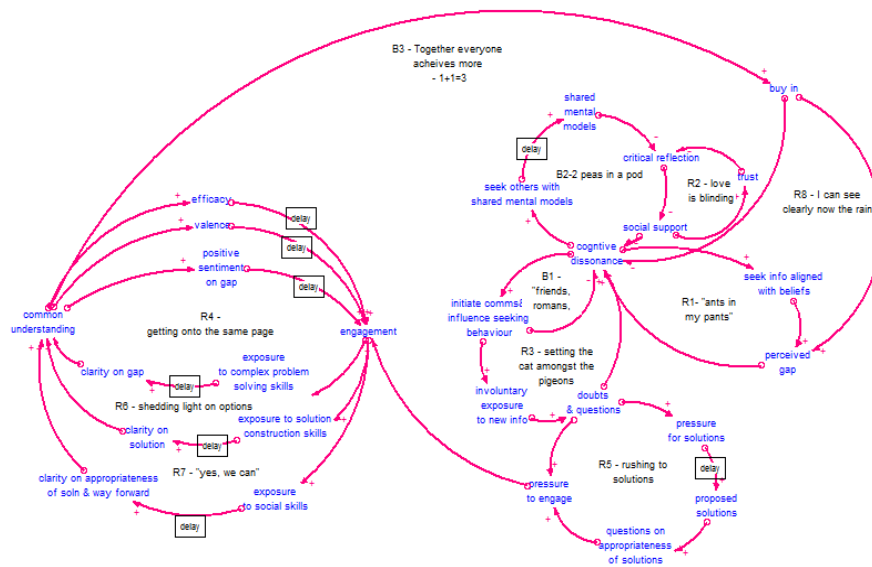 B3 - Together everyone
acheives more
- 1+1=3
buy in
shared
mental
models
delay
critical reflection
B2-2 peas in a pod
trust
R2 - love
is blinding
seek others with
shared mental models
R8 - I can see
clearly now the rain
efficacy
delay
valence
delay
social support
positive
sentiment
on gap
delay
cogntive
dissonance
B1 -
"friends,
romans,
seek info aligned
with beliefs
common
understanding
R4 -
getting onto the same page
engagement
initiate comms&
influence seeking
behaviour
R1- "ants in
my pants"
R3 - setting the
cat amongst the
pigeons
perceived
gap
clarity on gap
delay
exposure
to complex problem
solving skills
involuntary
exposure
to new info
doubts
& questions
R6 - shedding light on options
clarity on
solution
delay
exposure to solution
construction skills
pressure
for solutions
R7 - "yes, we can"
clarity on appropriateness
of soln & way forward
exposure
to social skills
delay
R5 - rushing to
solutions
delay
pressure
to engage
proposed
solutions
questions on
appropriateness
of solutions